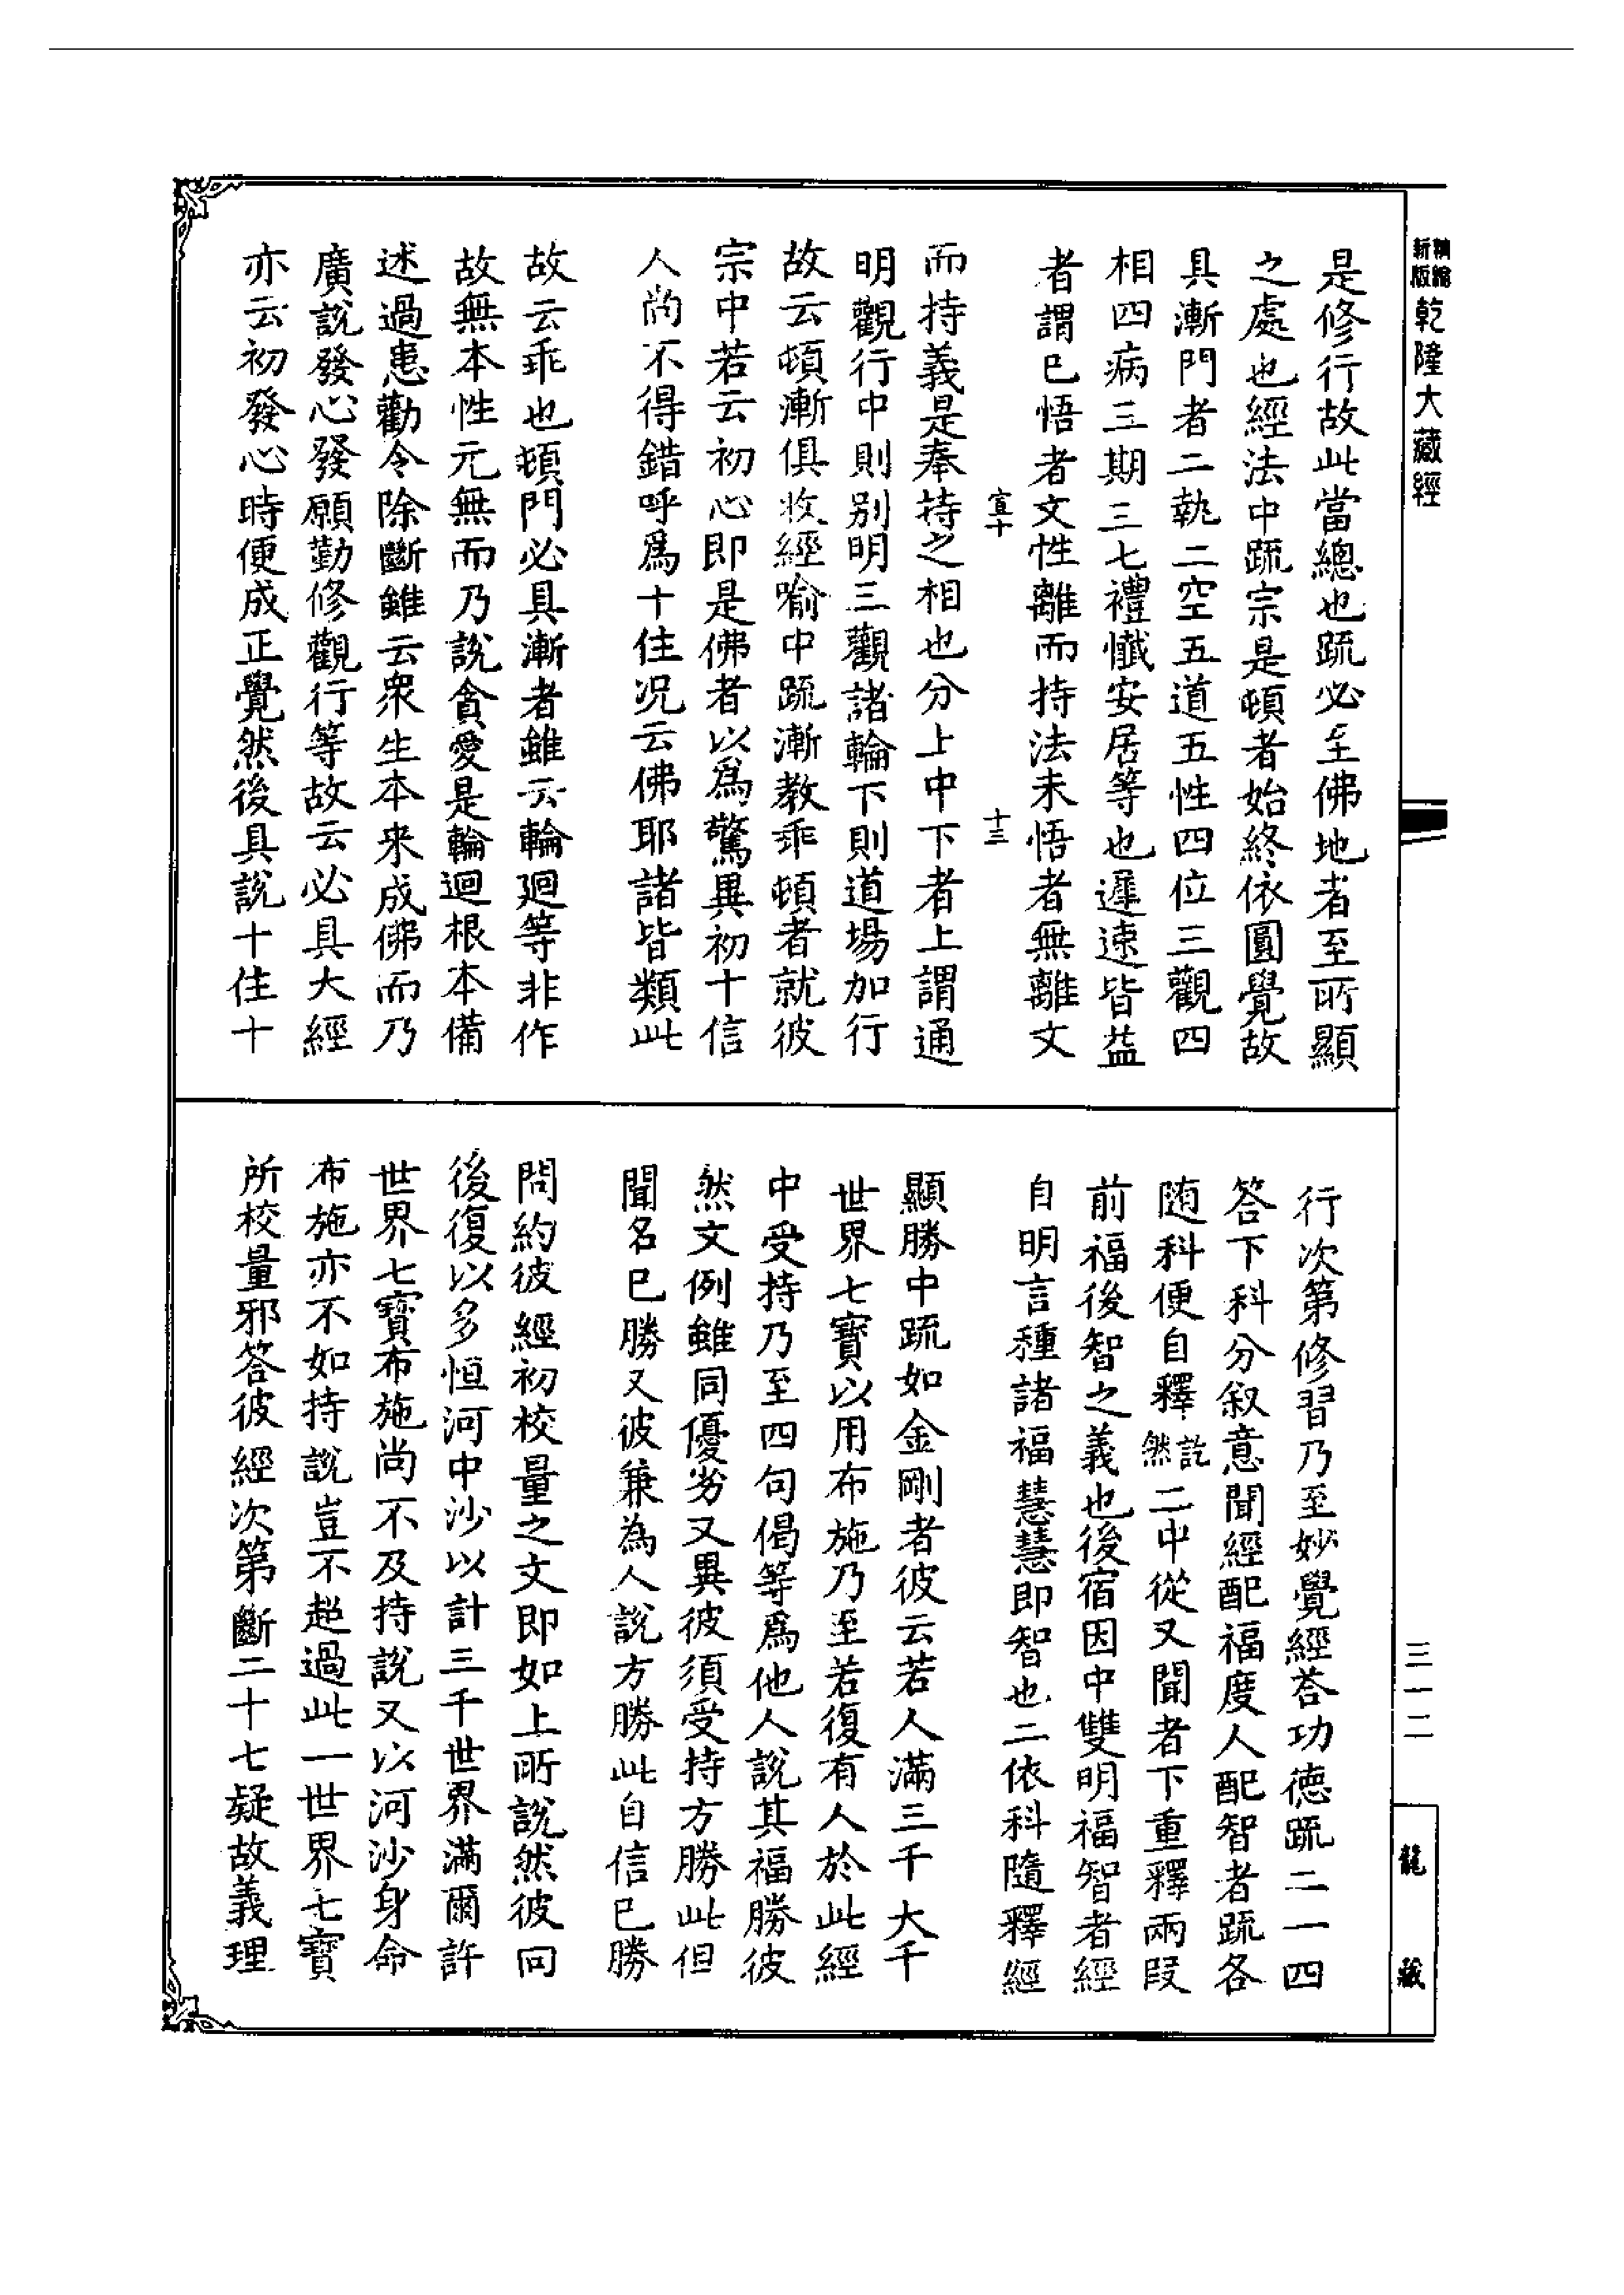 精縮新版乾隆大藏經
是修行故此當總也䟽必至佛地者至所顯
之處也經法中䟽宗是頓者始終依圓覺故
具漸門者二執二空五道五性四位三觀四
相四病三期三七禮懺安居等也遲速皆益
者謂已悟者文性離而持法未悟者無離文
宣十 十三
而持義是奉持之相也分上中下者上謂通
明觀行中則别明三觀諸輪下則道場加行
故云頓漸俱收經喻中䟽漸教乖頓者就彼
宗中若云初心即是佛者以爲驚異初十信
人尚不得錯呼爲十住况云佛耶諸皆類此
故云乖也頓門必具漸者雖云輪廻等非作
故無本性元無而乃說貪愛是輪迴根本備
述過患勸令除斷雖云衆生本來成佛而乃
廣說發心發願勤修觀行等故云必具大經
亦云初發心時便成正覺然後具說十住十
行次第修習乃至妙覺經荅功德䟽二一四
答下科分叙意聞經配福度人配智者䟽各
随科便自釋訖然二中從又聞者下重釋兩段
前福後智之義也後宿因中雙明福智者經
自明言種諸福慧慧即智也二依科隨釋經
顯勝中䟽如金剛者彼云若人滿三千大千
世界七寳以用布施乃至若復有人於此經
中受持乃至四句偈等爲他人說其福勝彼
然文例雖同優劣又異彼須受持方勝此但
聞名已勝又彼兼為人說方勝此自信已勝
問約彼經初校量之文即如上所說然彼同
後復以多恒河中沙以計三千世界滿爾許
世界七寳布施尚不及持說又以河沙身命
布施亦不如持說豈不超過此一世界七寳
所校量邪答彼經次第斷二十七疑故義理
三一二
龍藏